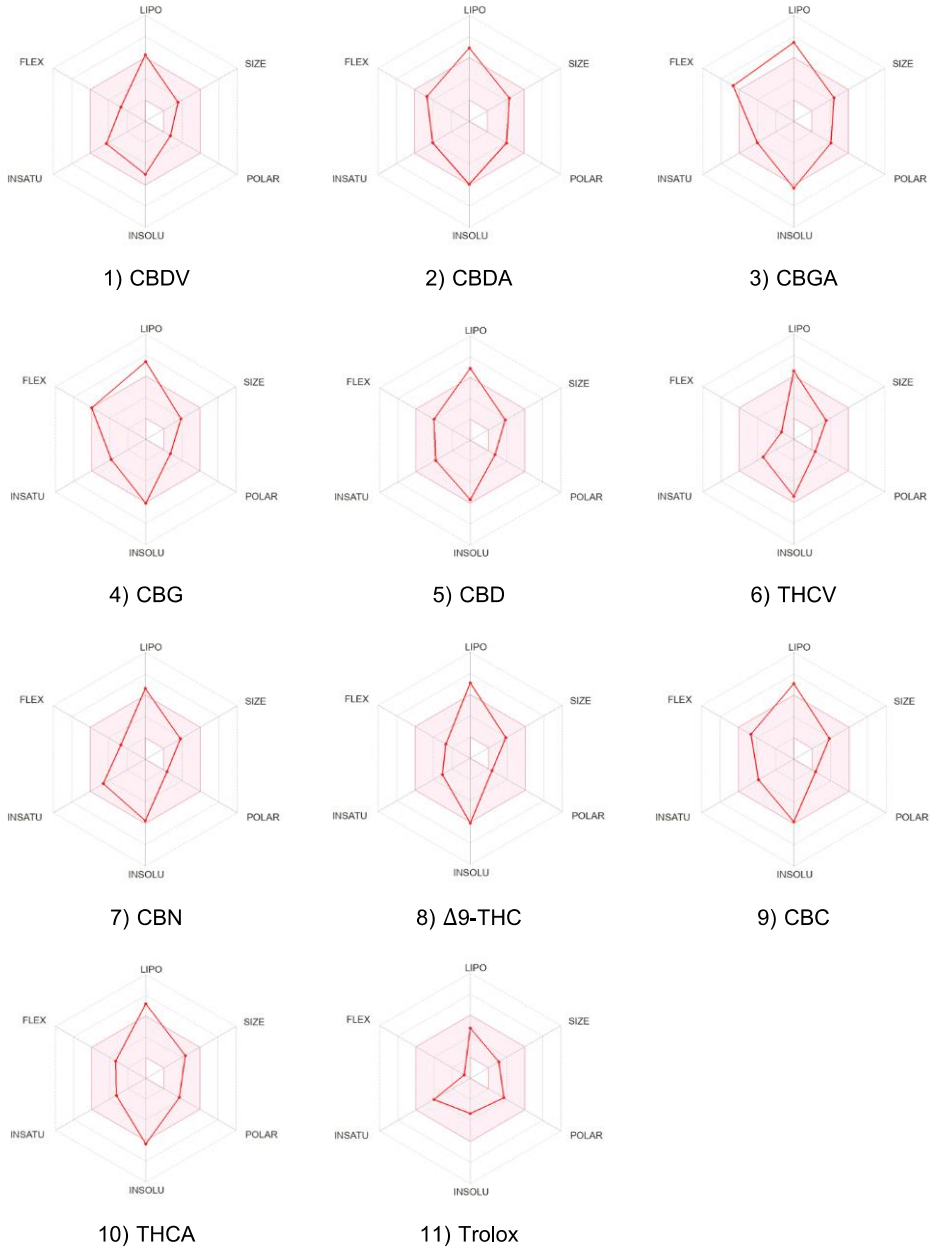 LIPO
FLEX
SIZE
INSATU
POLAR
INSOLU
1) CBDV
LIPO
FLEX
SIZE
INSATU
POLAR
INSOLU
2) CBDA
LIPO
FLEX
SIZE
INSATU
POLAR
INSOLU
3) CBGA
LIPO
FLEX
SIZE
INSATU
POLAR
INSOLU
4) CBG
LIPO
FLEX
SIZE
INSATU
POLAR
INSOLU
5) CBD
LIPO
FLEX
SIZE
INSATU
POLAR
INSOLU
6) THCV
LIPO
FLEX
SIZE
INSATU
POLAR
INSOLU
7) CBN
LIPO
FLEX
SIZE
INSATU
POLAR
INSOLU
8) Δ9-THC
LIPO
FLEX
SIZE
INSATU
POLAR
INSOLU
9) CBC
LIPO
FLEX
SIZE
INSATU
POLAR
INSOLU
10) THCA
LIPO
FLEX
SIZE
INSATU
POLAR
INSOLU
11) Trolox